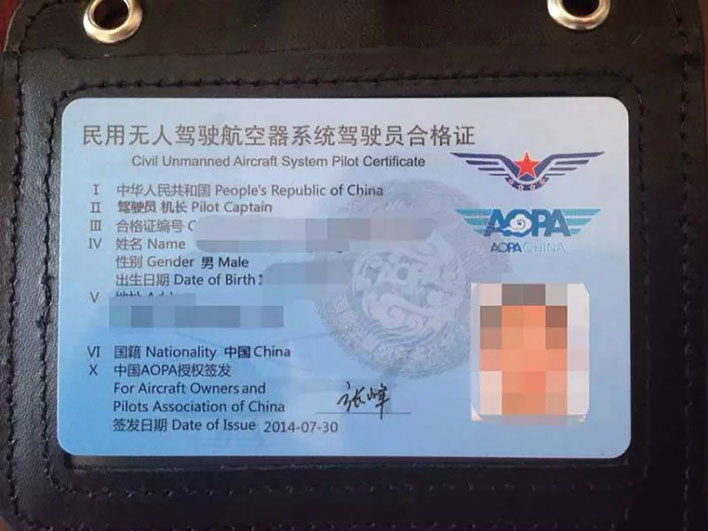 民用无人驾驶航空器系统驾驶员合格证
Civil Unmanned Aircraft System Pilot Certificate
I 中华人民共和国 People's Republic of China
II 驾驶员 机长 Pilot Captain
III 合格证编号
IV 姓名 Name
性别 Gender 男 Male
出生日期 Date of Birth
V 地址
VI 国籍 Nationality 中国 China
X 中国AOPA授权签发
For Aircraft Owners and
Pilots Association of China
张峰
签发日期 Date of Issue 2014-07-30
AOPA
AOPA CHINA
AOPA